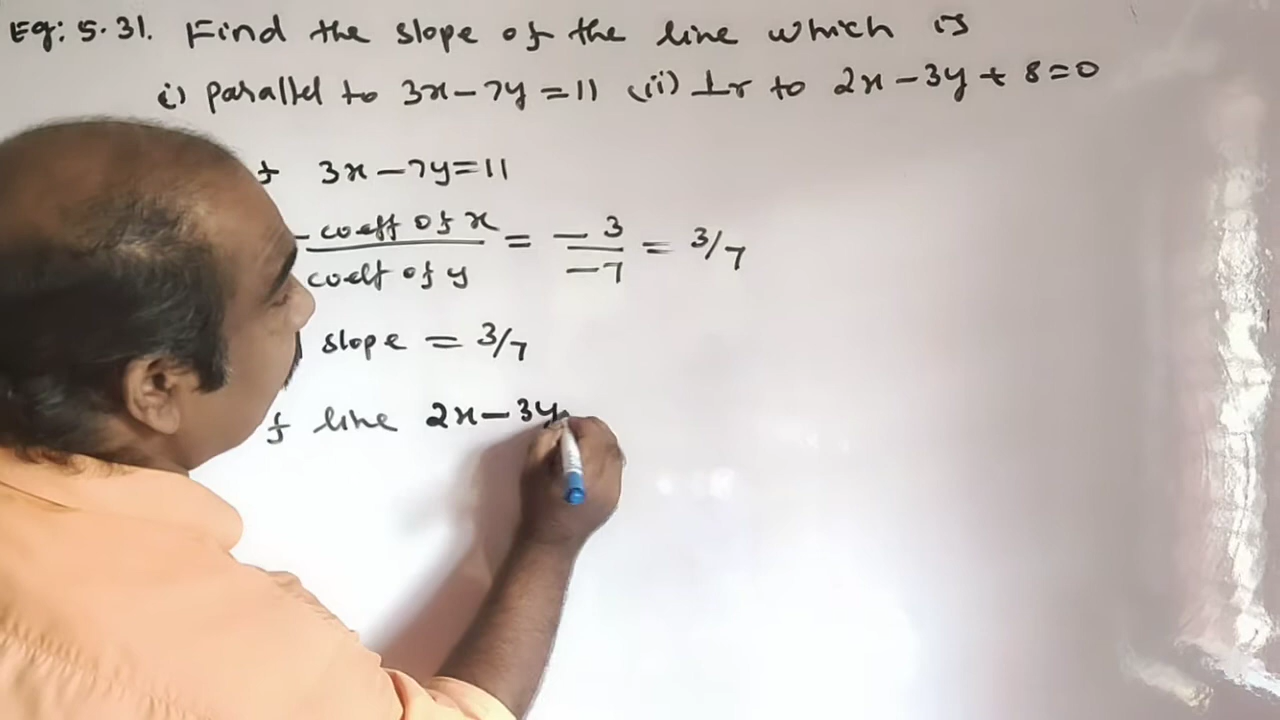 Eg: 5.31. Find the slope of the line which is
i) parallel to 3x-7y=11 (ii) ⊥r to 2x-3y+8=0
3x-7y=11
- coeff of x / coeff of y = -3/-7 = 3/7
slope = 3/7
line 2x-3y